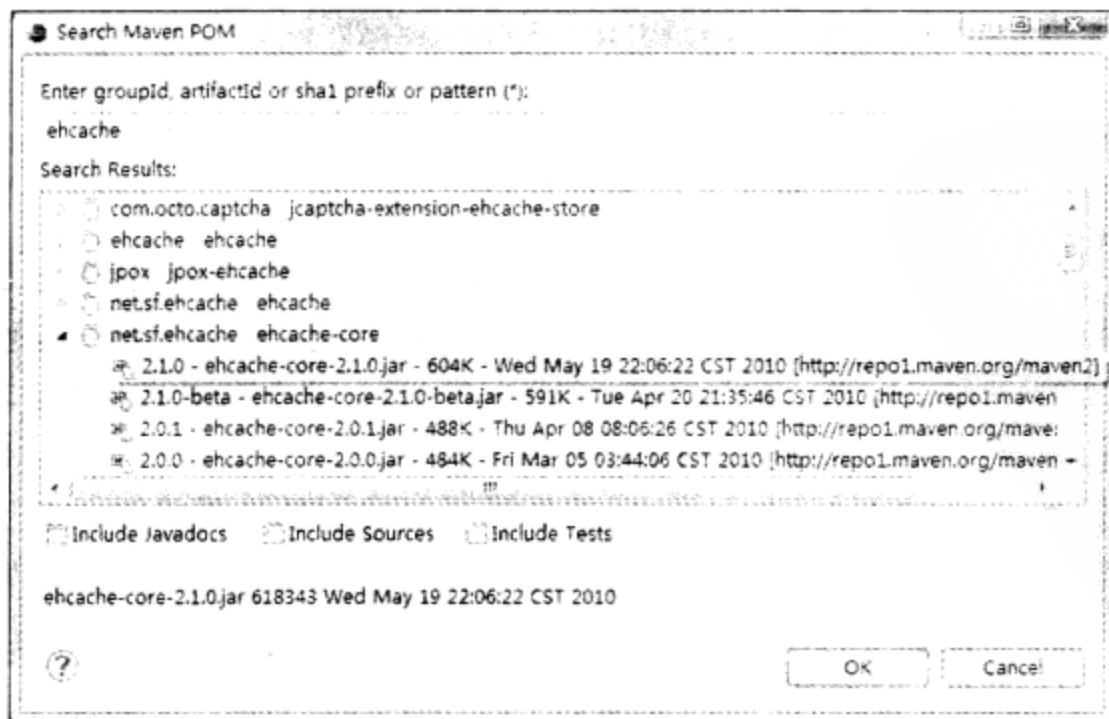 Search Maven POM
Enter groupId, artifactId or sha1 prefix or pattern (*):
ehcache
Search Results:
com.octo.captcha jcaptcha-extension-ehcache-store
ehcache ehcache
jpox jpox-ehcache
net.sf.ehcache ehcache
net.sf.ehcache ehcache-core
2.1.0 - ehcache-core-2.1.0.jar - 604K - Wed May 19 22:06:22 CST 2010 [http://repo1.maven.org/maven2]
2.1.0-beta - ehcache-core-2.1.0-beta.jar - 591K - Tue Apr 20 21:35:46 CST 2010 [http://repo1.maven
2.0.1 - ehcache-core-2.0.1.jar - 488K - Thu Apr 08 08:06:26 CST 2010 [http://repo1.maven.org/mave
2.0.0 - ehcache-core-2.0.0.jar - 484K - Fri Mar 05 03:44:06 CST 2010 [http://repo1.maven.org/maven
Include Javadocs Include Sources Include Tests
ehcache-core-2.1.0.jar 618343 Wed May 19 22:06:22 CST 2010
?
OK Cancel